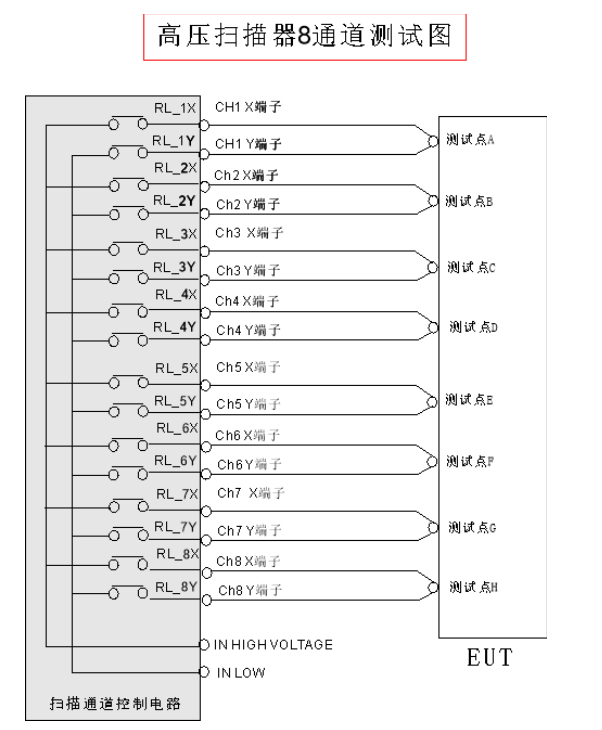 高压扫描器8通道测试图
RL_1X CH1 X端子
RL_1Y CH1 Y端子 测试点A
RL_2X Ch2 X端子
RL_2Y Ch2 Y端子 测试点B
RL_3X Ch3 X端子
RL_3Y Ch3 Y端子 测试点C
RL_4X Ch4 X端子
RL_4Y Ch4 Y端子 测试点D
RL_5X Ch5 X端子
RL_5Y Ch5 Y端子 测试点E
RL_6X Ch6 X端子
RL_6Y Ch6 Y端子 测试点F
RL_7X Ch7 X端子
RL_7Y Ch7 Y端子 测试点G
RL_8X Ch8 X端子
RL_8Y Ch8 Y端子 测试点H
IN HIGH VOLTAGE
EUT
IN LOW
扫描通道控制电路